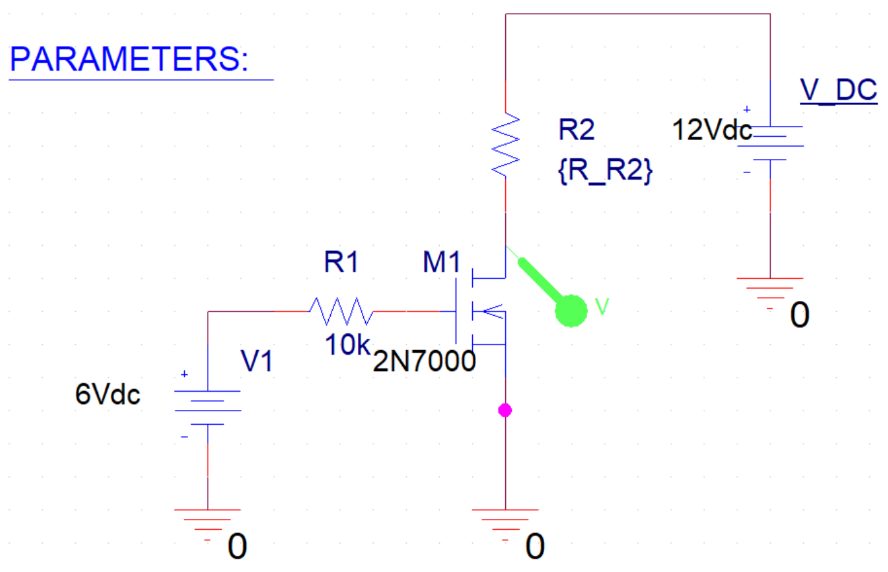 PARAMETERS:
V_DC
+
R2
12Vdc
{R_R2}
-
R1
M1
V
0
10k
V1
2N7000
+
6Vdc
-
0
0